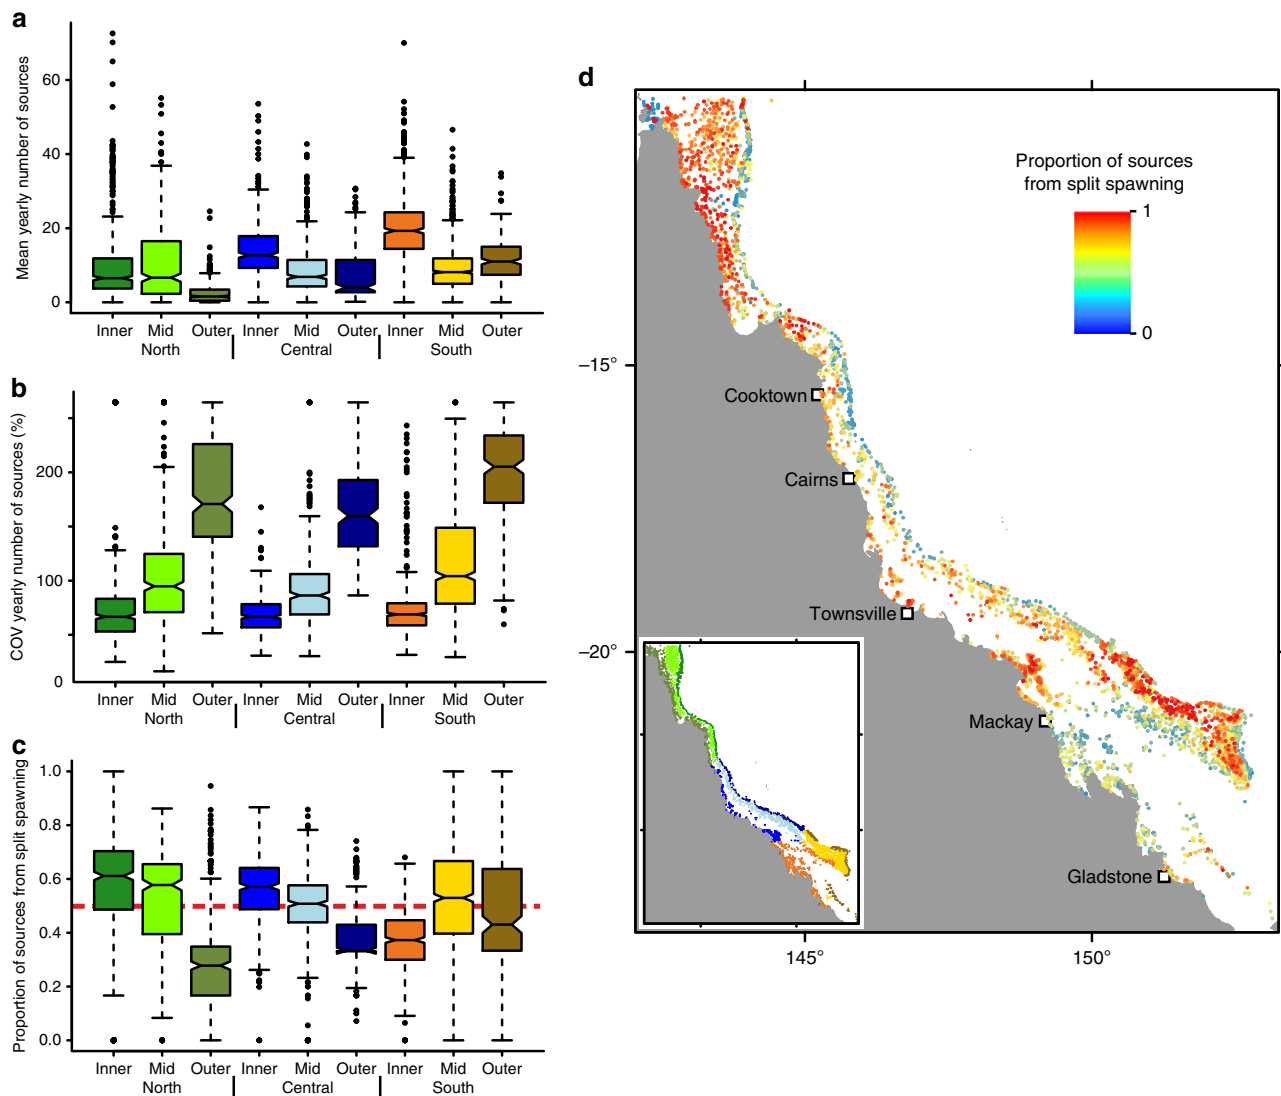 a
Mean yearly number of sources
60
40
20
0
Inner Mid Outer Inner Mid Outer Inner Mid Outer
North Central South
b
COV yearly number of sources (%)
200
100
0
Inner Mid Outer Inner Mid Outer Inner Mid Outer
North Central South
c
Proportion of sources from split spawning
1.0
0.8
0.6
0.4
0.2
0.0
Inner Mid Outer Inner Mid Outer Inner Mid Outer
North Central South
d
Proportion of sources
from split spawning
1
0
–15°
–20°
Cooktown
Cairns
Townsville
Mackay
Gladstone
145°
150°